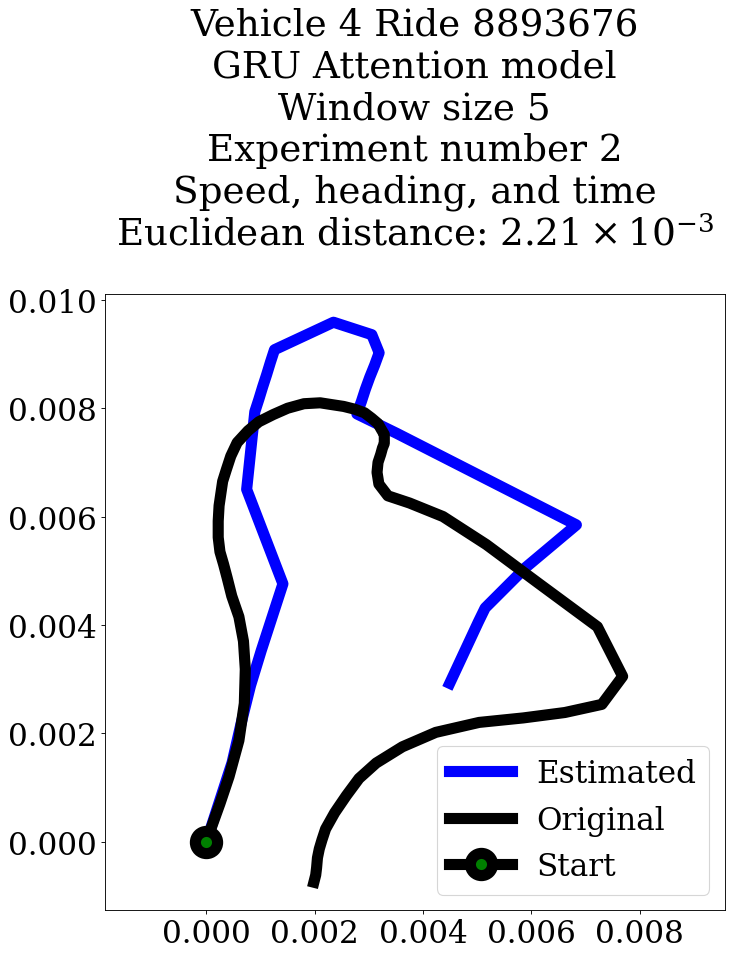 Vehicle 4 Ride 8893676
GRU Attention model
Window size 5
Experiment number 2
Speed, heading, and time
Euclidean distance: 2.21 × 10⁻³
0.010
0.008
0.006
0.004
0.002
0.000
Estimated
Original
Start
0.000 0.002 0.004 0.006 0.008